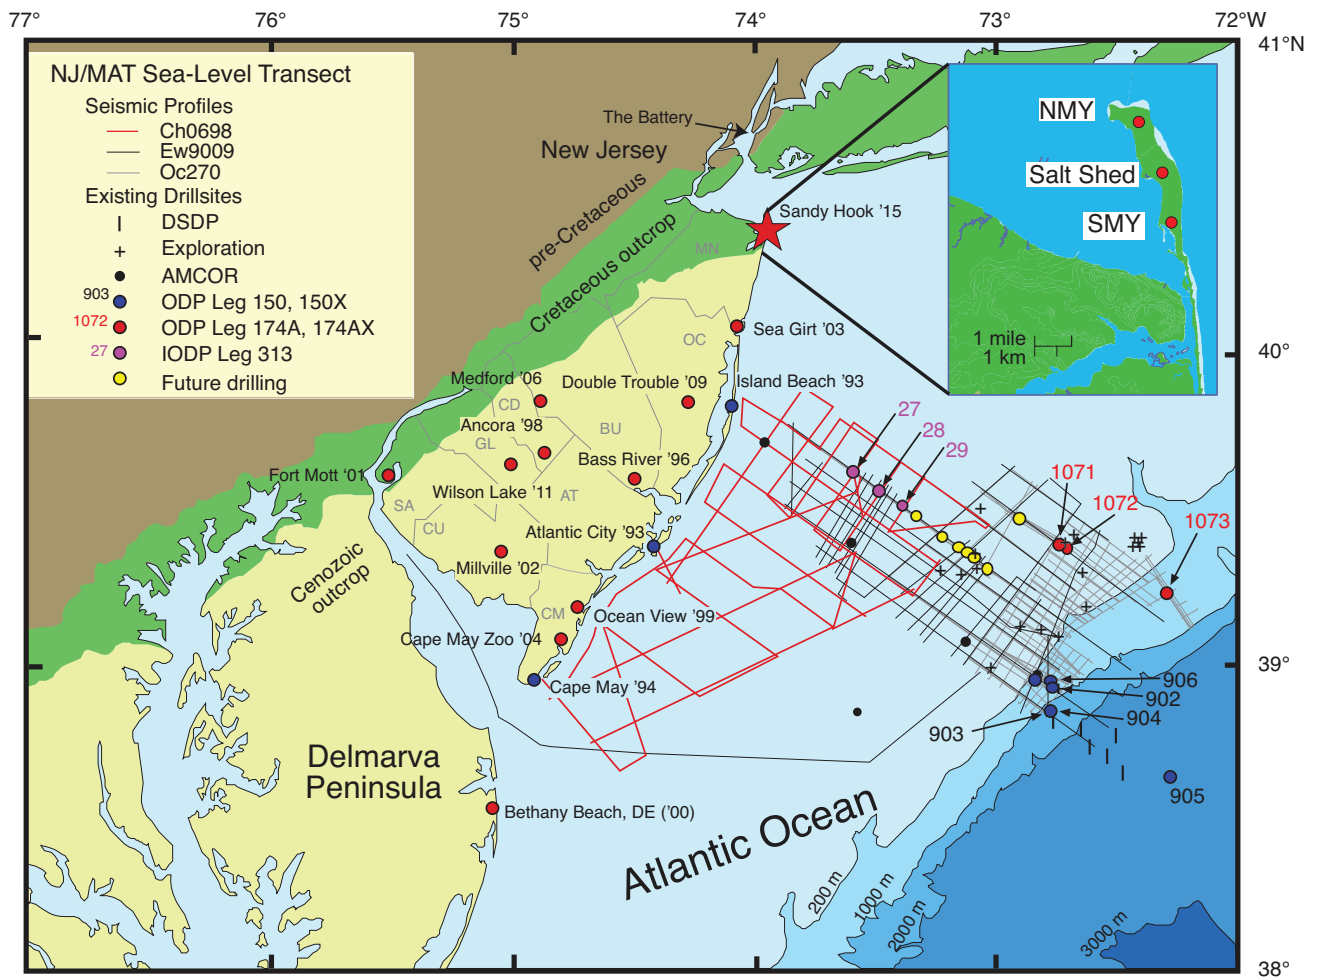 77°
76°
75°
74°
73°
72°W
41°N
40°
39°
38°
NJ/MAT Sea-Level Transect
Seismic Profiles
Ch0698
Ew9009
Oc270
Existing Drillsites
DSDP
Exploration
AMCOR
903
ODP Leg 150, 150X
1072
ODP Leg 174A, 174AX
27
IODP Leg 313
Future drilling
The Battery
New Jersey
pre-Cretaceous
Cretaceous outcrop
Sandy Hook '15
MN
NMY
Salt Shed
SMY
1 mile
1 km
OC
Sea Girt '03
Medford '06
Double Trouble '09
Island Beach '93
CD
Ancora '98
GL
BU
Bass River '96
Fort Mott '01
Wilson Lake '11
AT
SA
CU
Atlantic City '93
Millville '02
Cenozoic
outcrop
CM
Ocean View '99
Cape May Zoo '04
Cape May '94
27
28
29
1071
1072
1073
906
902
904
903
905
Delmarva
Peninsula
Bethany Beach, DE ('00)
Atlantic Ocean
200 m
1000 m
2000 m
3000 m